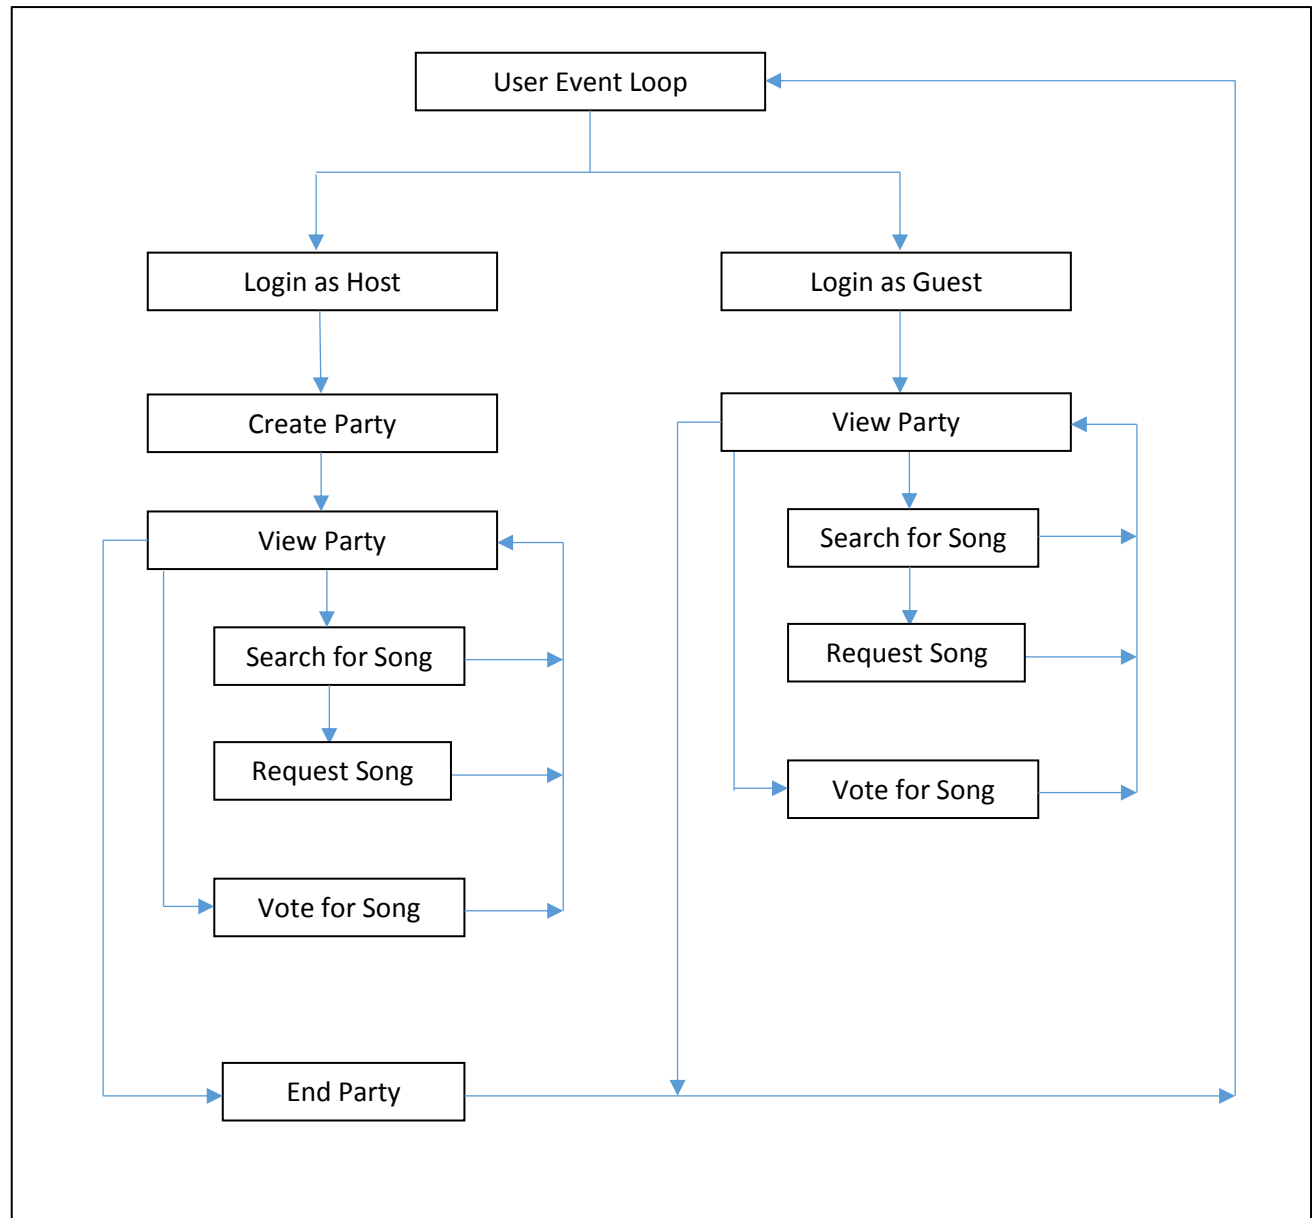 User Event Loop
Login as Host
Login as Guest
Create Party
View Party
View Party
Search for Song
Search for Song
Request Song
Request Song
Vote for Song
Vote for Song
End Party